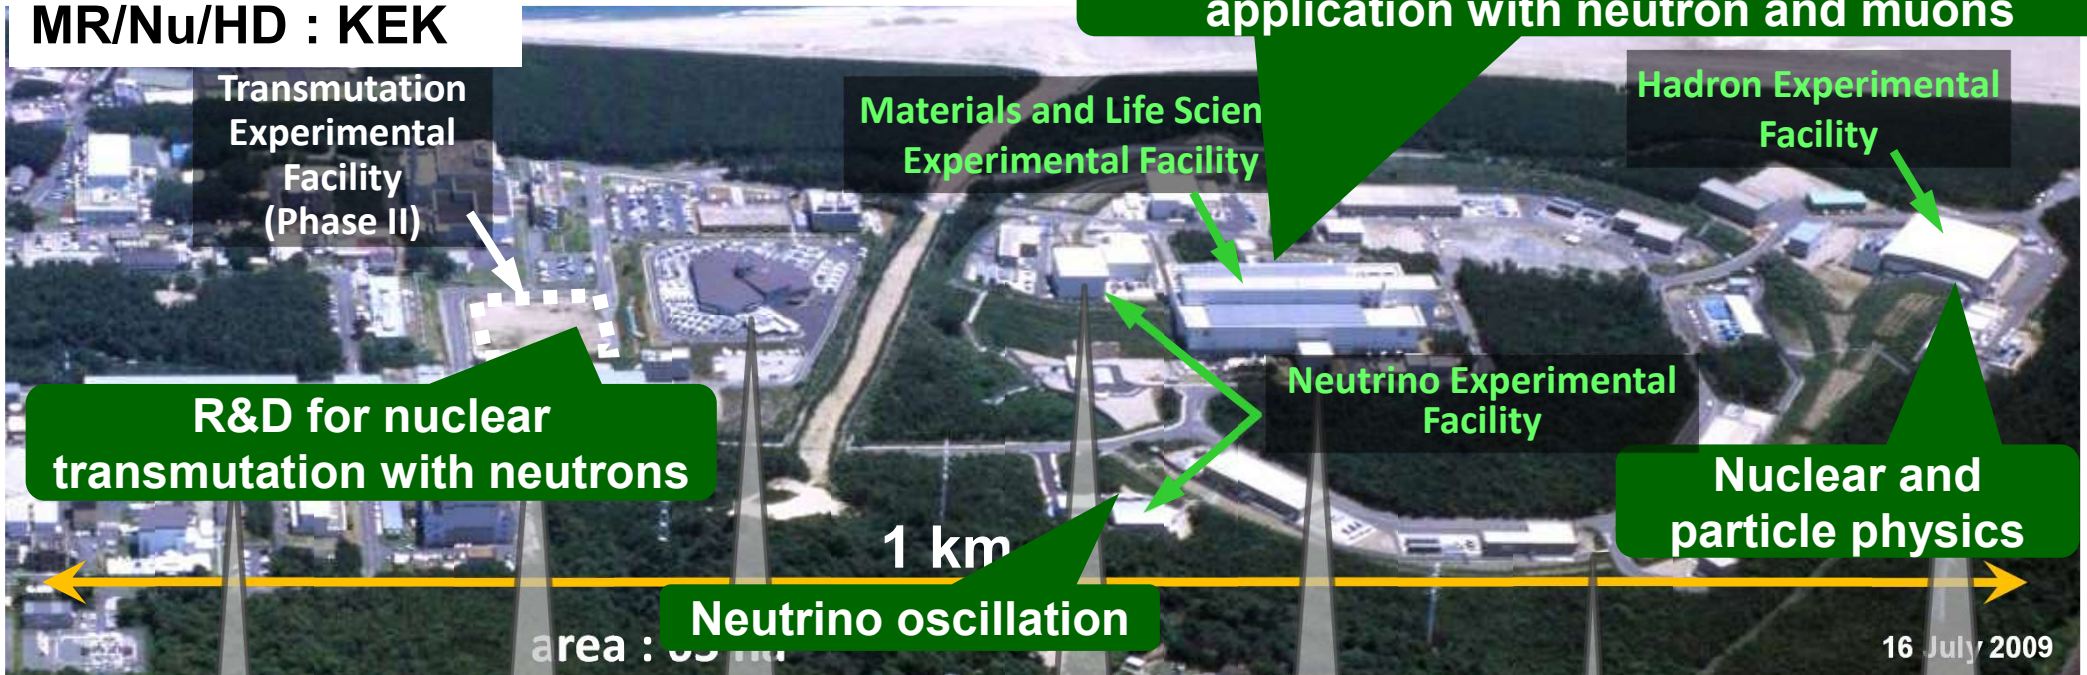 MR/Nu/HD : KEK
application with neutron and muons
Transmutation
Experimental
Facility
(Phase II)
Materials and Life Scien
Experimental Facility
Hadron Experimental
Facility
R&D for nuclear
transmutation with neutrons
Neutrino Experimental
Facility
Nuclear and
particle physics
1 km
Neutrino oscillation
area :
16 July 2009